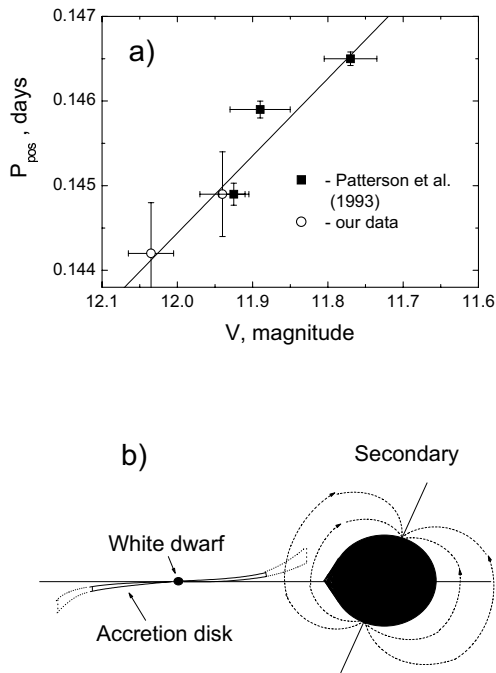 a)
0.147
0.146
0.145
0.144
P_pos , days
- Patterson et al.
(1993)
- our data
12.1 12.0 11.9 11.8 11.7 11.6
V, magnitude
b)
Secondary
White dwarf
Accretion disk